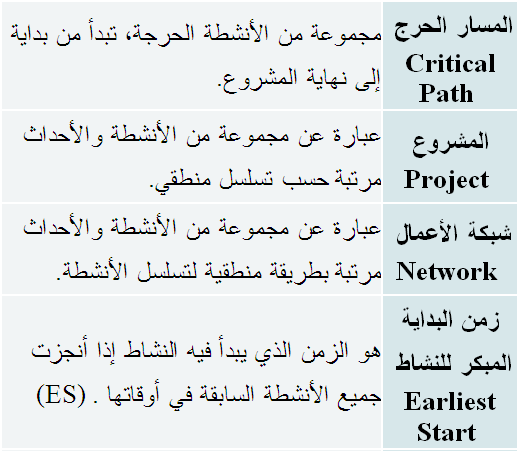 المسار الحرج
Critical
Path
مجموعة من الأنشطة الحرجة، تبدأ من بداية
إلى نهاية المشروع.
المشروع
Project
عبارة عن مجموعة من الأنشطة والأحداث
مرتبة حسب تسلسل منطقي.
شبكة الأعمال
Network
عبارة عن مجموعة من الأنشطة والأحداث
مرتبة بطريقة منطقية لتسلسل الأنشطة.
زمن البداية
المبكر للنشاط
Earliest
Start
هو الزمن الذي يبدأ فيه النشاط إذا أنجزت
جميع الأنشطة السابقة في أوقاتها . (ES)